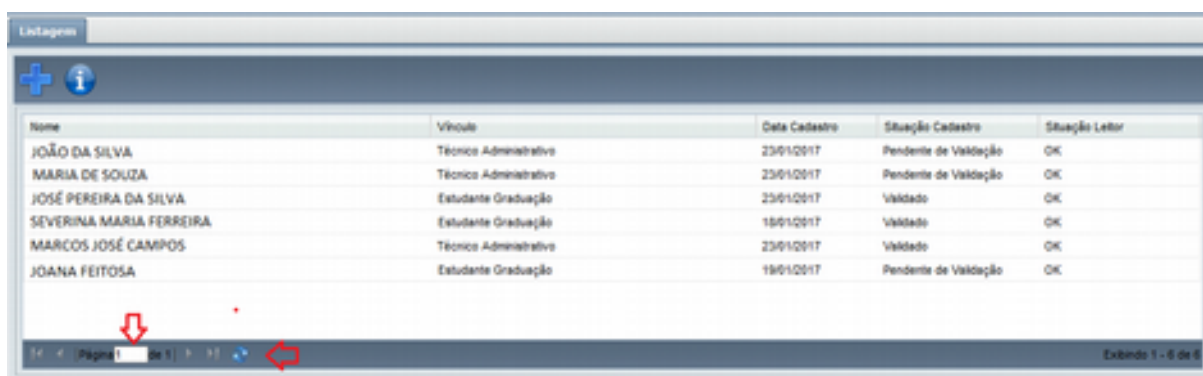 Listagem
Nome Vínculo Data Cadastro Situação Cadastro Situação Leitor
JOÃO DA SILVA Técnico Administrativo 23/01/2017 Pendente de Validação OK
MARIA DE SOUZA Técnico Administrativo 23/01/2017 Pendente de Validação OK
JOSÉ PEREIRA DA SILVA Estudante Graduação 23/01/2017 Validado OK
SEVERINA MARIA FERREIRA Estudante Graduação 18/01/2017 Validado OK
MARCOS JOSÉ CAMPOS Técnico Administrativo 23/01/2017 Validado OK
JOANA FEITOSA Estudante Graduação 19/01/2017 Pendente de Validação OK
Página 1 de 1 Exibindo 1 - 6 de 6